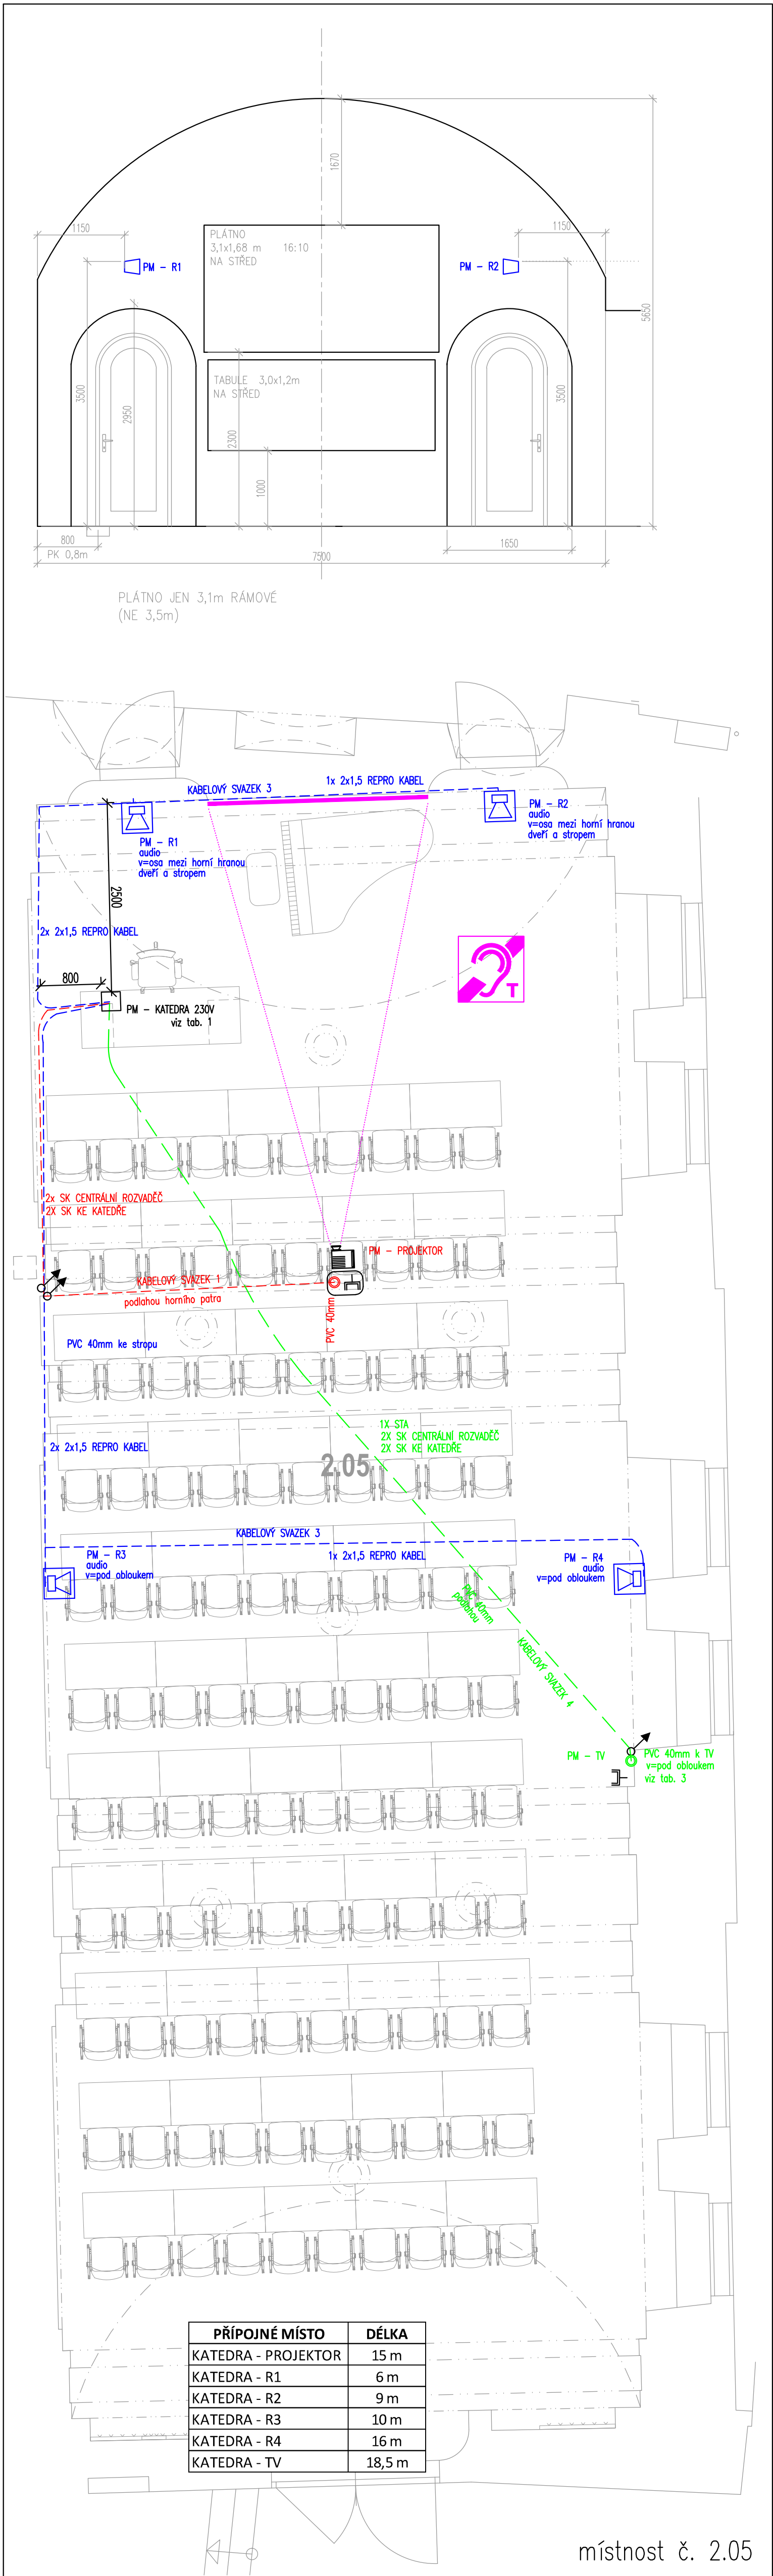 1670
1150
1150
PLÁTNO
3,1x1,68 m 16:10
NA STŘED
PM - R1
PM - R2
5650
3500
2950
TABULE 3,0x1,2m
NA STŘED
2300
1000
3500
800
PK 0,8m
1650
7500
PLÁTNO JEN 3,1m RÁMOVÉ
(NE 3,5m)
KABELOVÝ SVAZEK 3
1x 2x1,5 REPRO KABEL
PM - R1
audio
v=osa mezi horní hranou
dveří a stropem
PM - R2
audio
v=osa mezi horní hranou
dveří a stropem
2500
2x 2x1,5 REPRO KABEL
800
T
PM - KATEDRA 230V
viz tab. 1
2x SK CENTRÁLNÍ ROZVADĚČ
2X SK KE KATEDŘE
PM - PROJEKTOR
KABELOVÝ SVAZEK 1
podlahou horního patra
PVC 40mm
PVC 40mm ke stropu
1X STA
2X SK CENTRÁLNÍ ROZVADĚČ
2X SK KE KATEDŘE
2x 2x1,5 REPRO KABEL
2.05
KABELOVÝ SVAZEK 3
1x 2x1,5 REPRO KABEL
PM - R3
audio
v=pod obloukem
PM - R4
audio
v=pod obloukem
PVC 40mm
podlahou
KABELOVÝ SVAZEK 4
PM - TV
PVC 40mm k TV
v=pod obloukem
viz tab. 3
PŘÍPOJNÉ MÍSTO DÉLKA
KATEDRA - PROJEKTOR 15 m
KATEDRA - R1 6 m
KATEDRA - R2 9 m
KATEDRA - R3 10 m
KATEDRA - R4 16 m
KATEDRA - TV 18,5 m
místnost č. 2.05